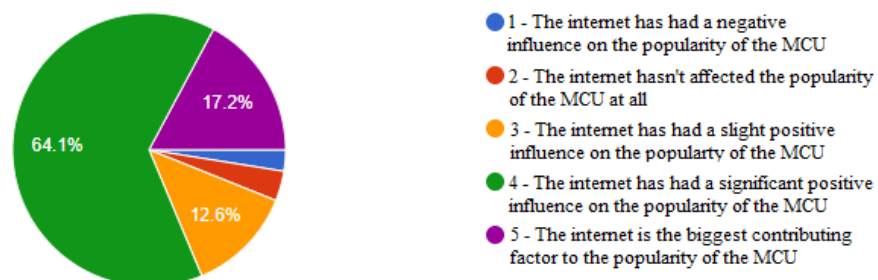 64.1%
17.2%
12.6%
1 - The internet has had a negative
influence on the popularity of the MCU
2 - The internet hasn't affected the popularity
of the MCU at all
3 - The internet has had a slight positive
influence on the popularty of the MCU
4 - The internet has had a significant positive
influence on the popularity of the MCU
5 - The internet is the biggest contributing
factor to the popularity of the MCU